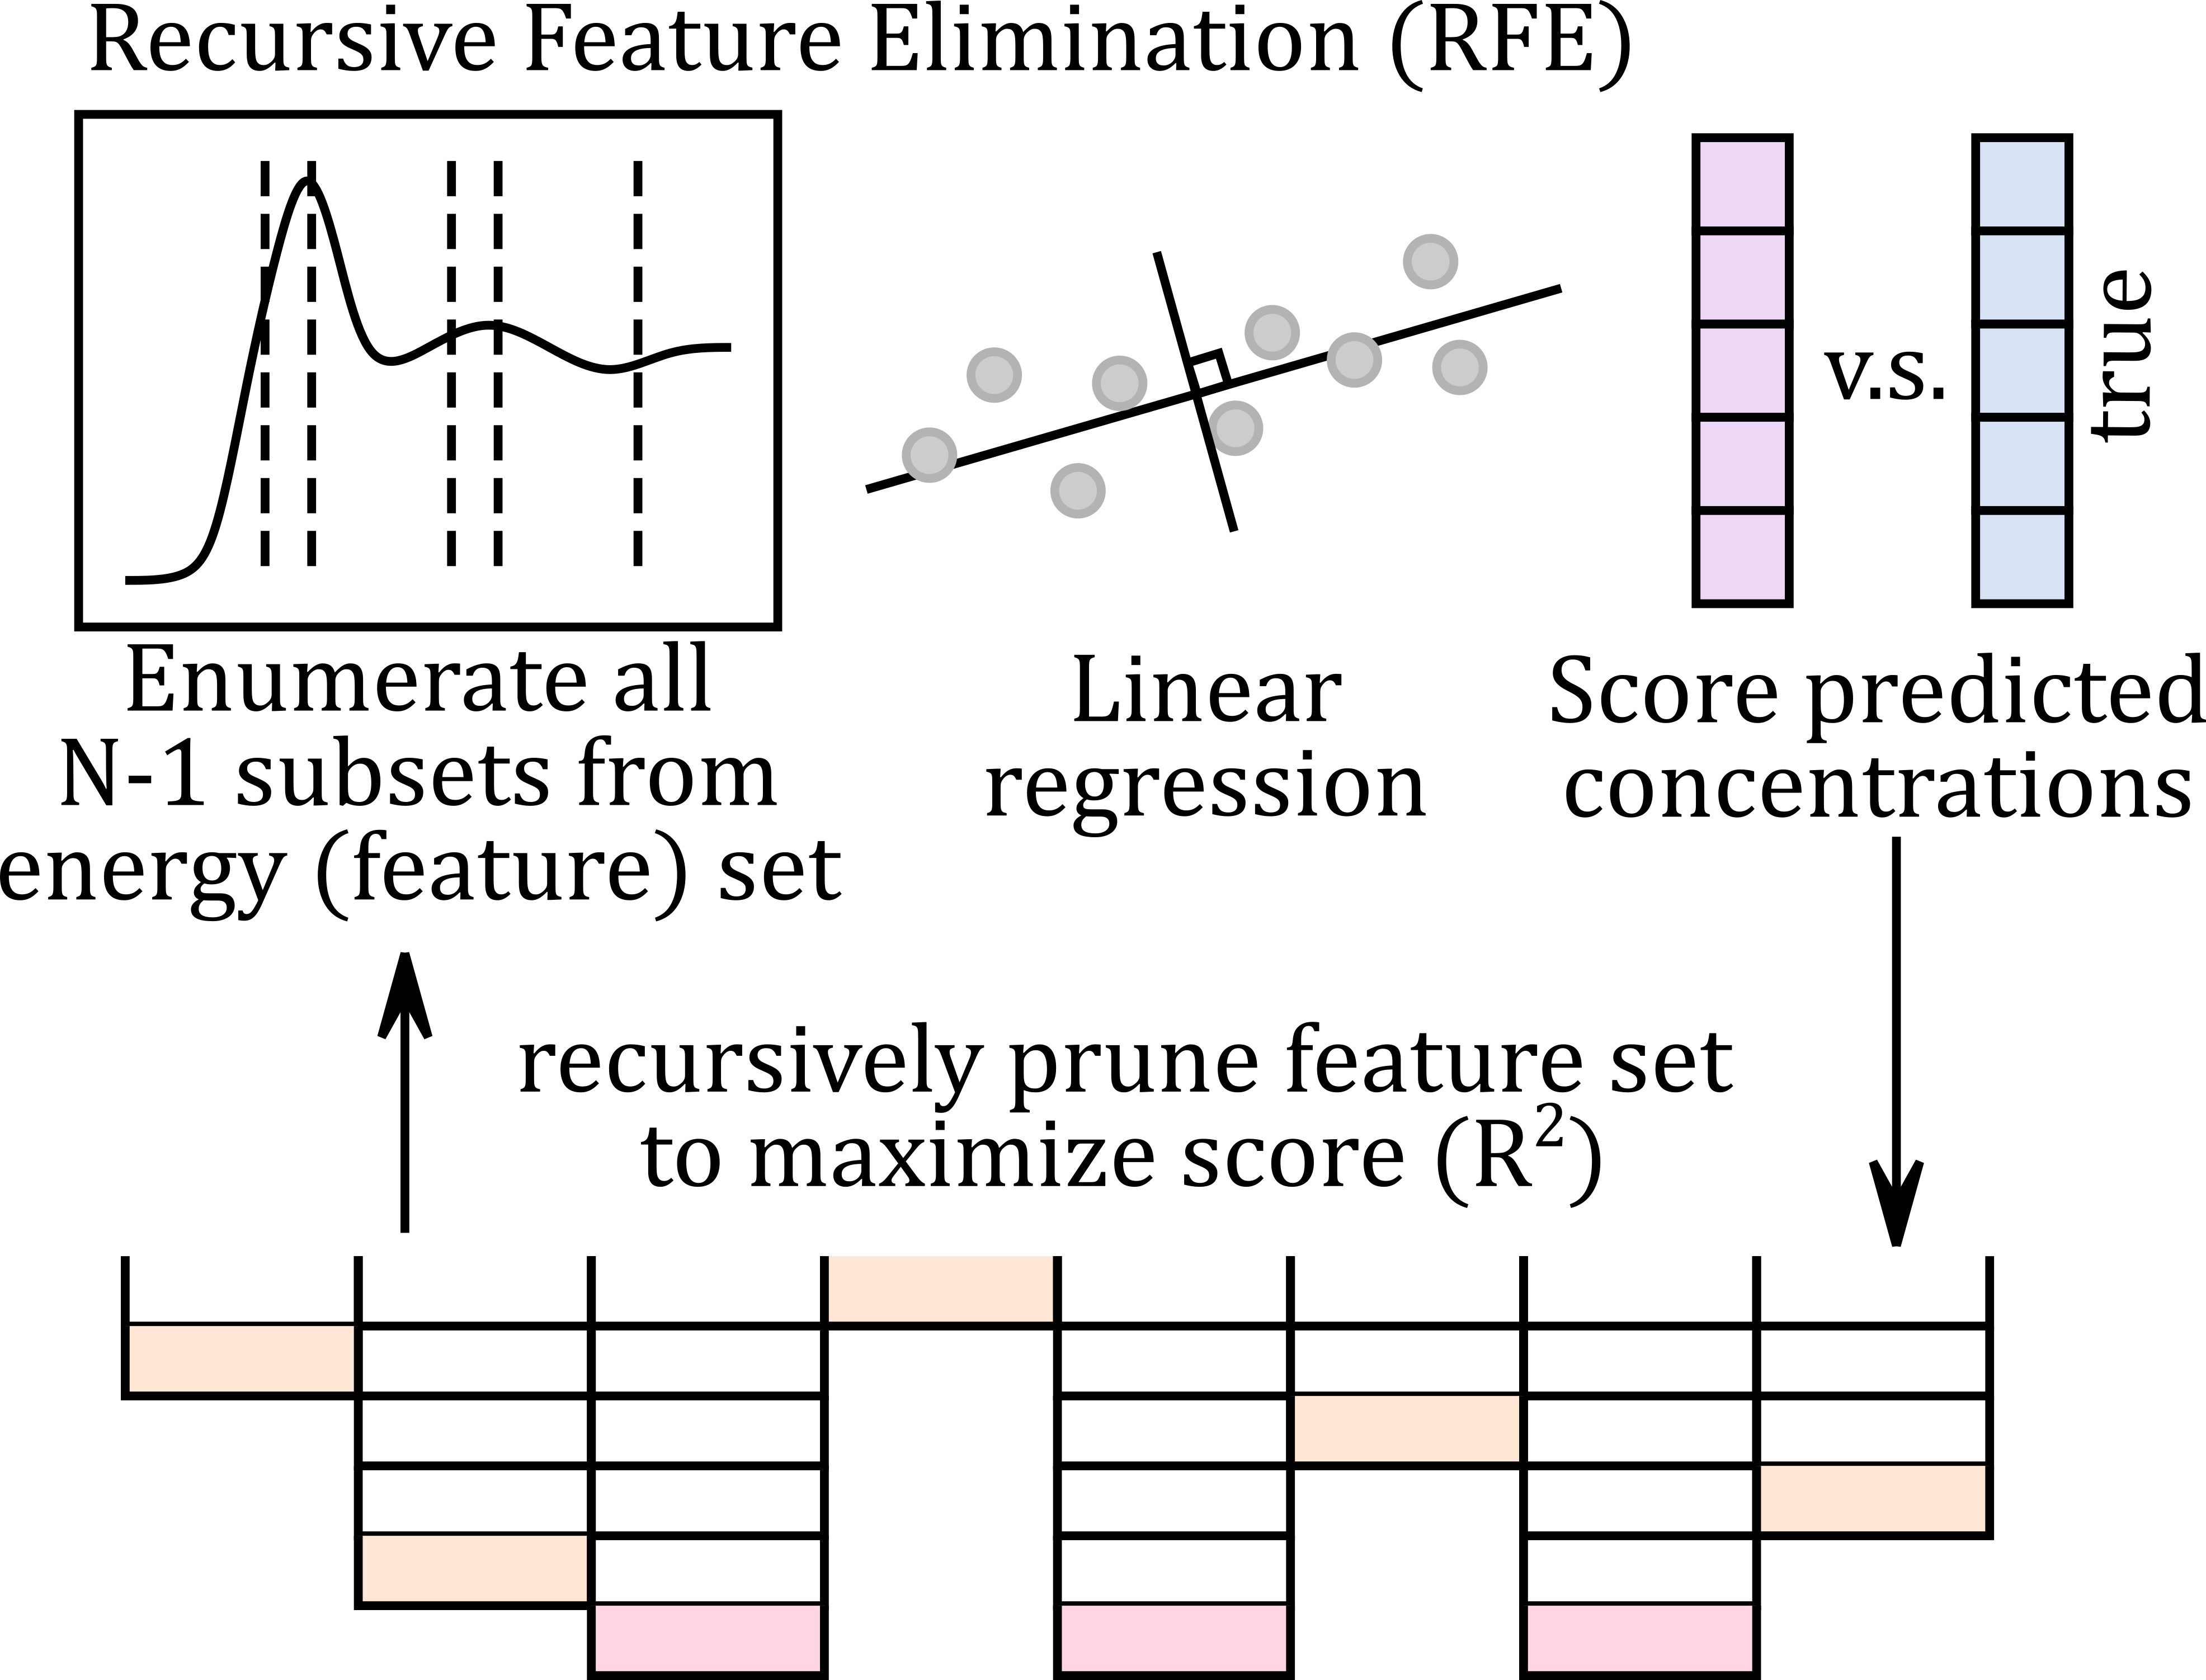 Recursive Feature Elimination (RFE)
v.s.
true
Enumerate all
N-1 subsets from
energy (feature) set
Linear
regression
Score predicted
concentrations
recursively prune feature set
to maximize score (R²)